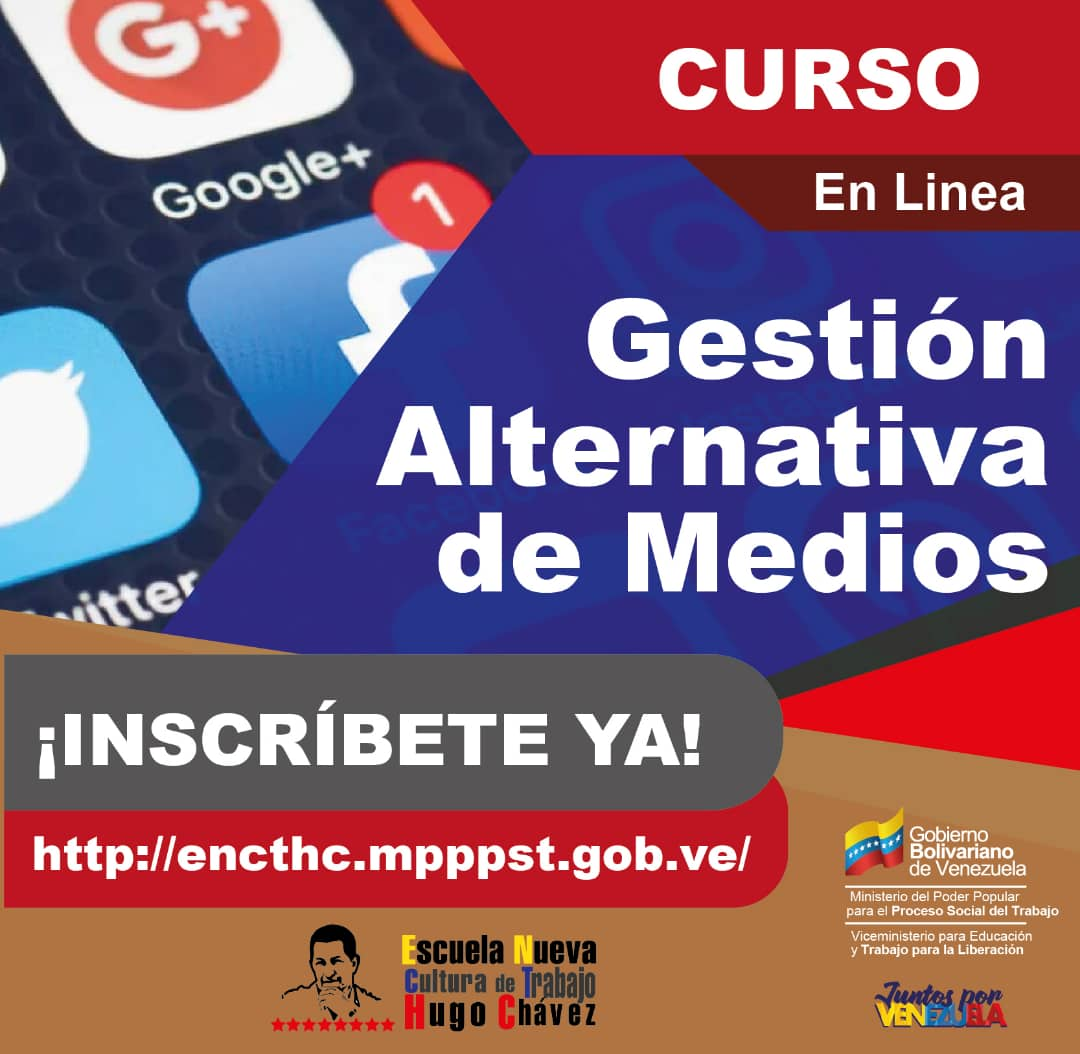 CURSO
En Linea
G+
Google+
1
f
Twitter
Gestión
Alternativa
de Medios
¡INSCRÍBETE YA!
http://encthc.mpppst.gob.ve/
Gobierno
Bolivariano
de Venezuela
Ministerio del Poder Popular
para el Proceso Social del Trabajo
Viceministerio para Educación
y Trabajo para la Liberación
Escuela Nueva
Cultura de Trabajo
Hugo Chávez
Juntos por
VENEZUELA